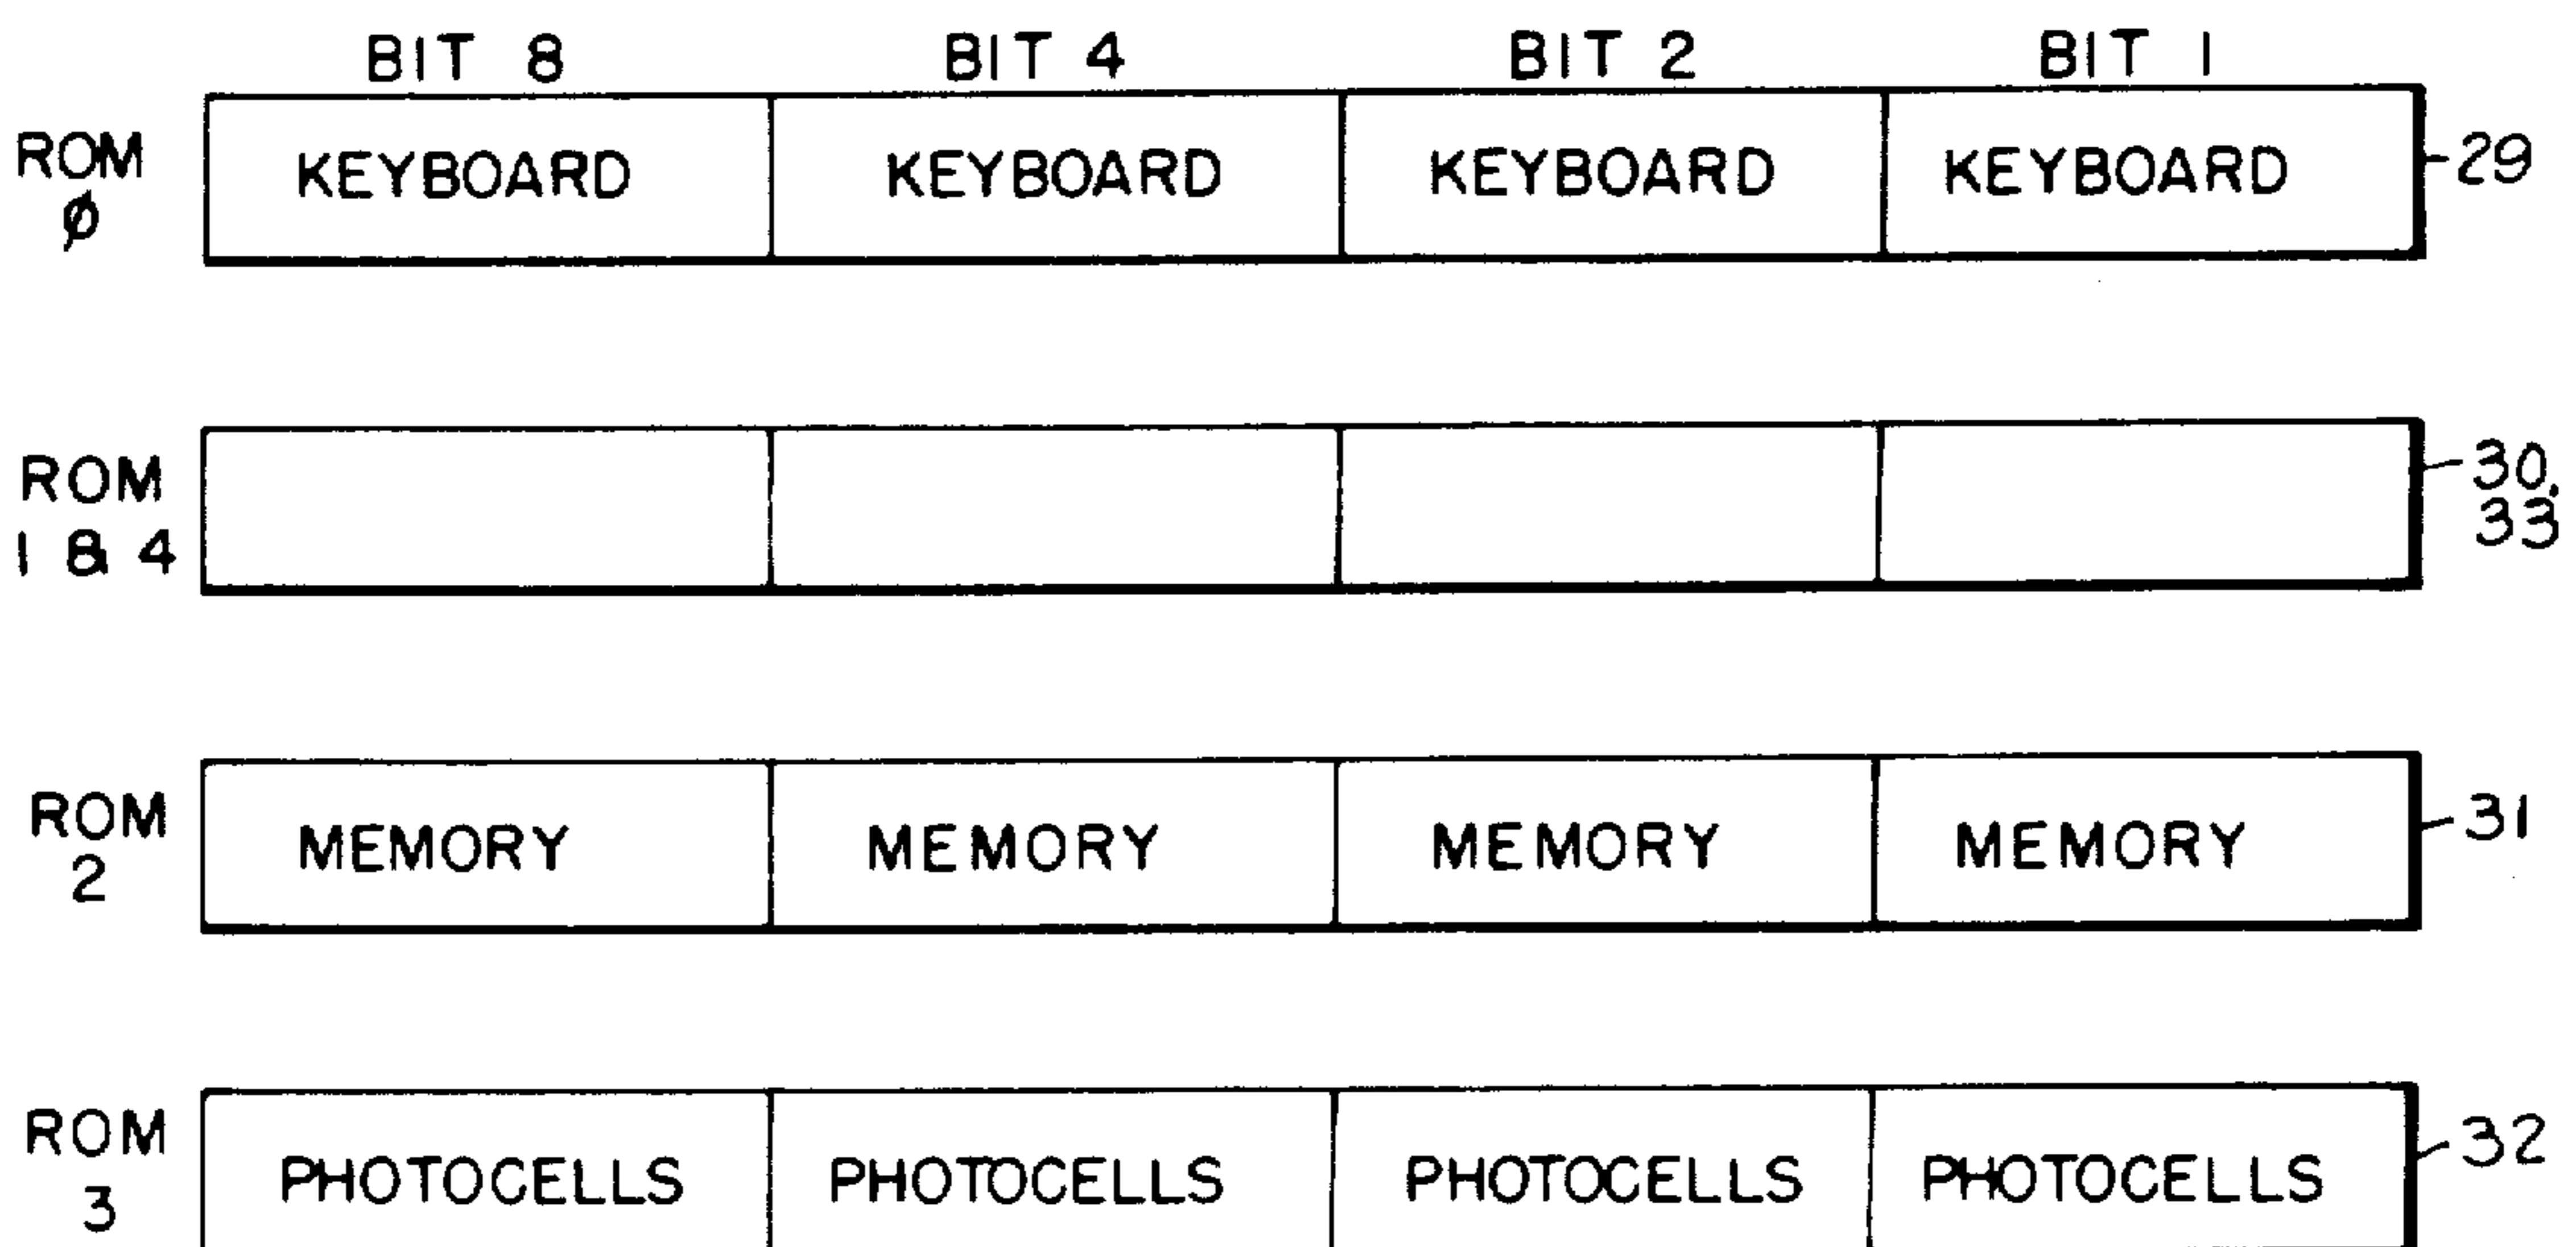 BIT 8 BIT 4 BIT 2 BIT 1
ROM
Ø
KEYBOARD KEYBOARD KEYBOARD KEYBOARD
29
ROM
1 & 4
30,
33
ROM
2
MEMORY MEMORY MEMORY MEMORY
31
ROM
3
PHOTOCELLS PHOTOCELLS PHOTOCELLS PHOTOCELLS
32